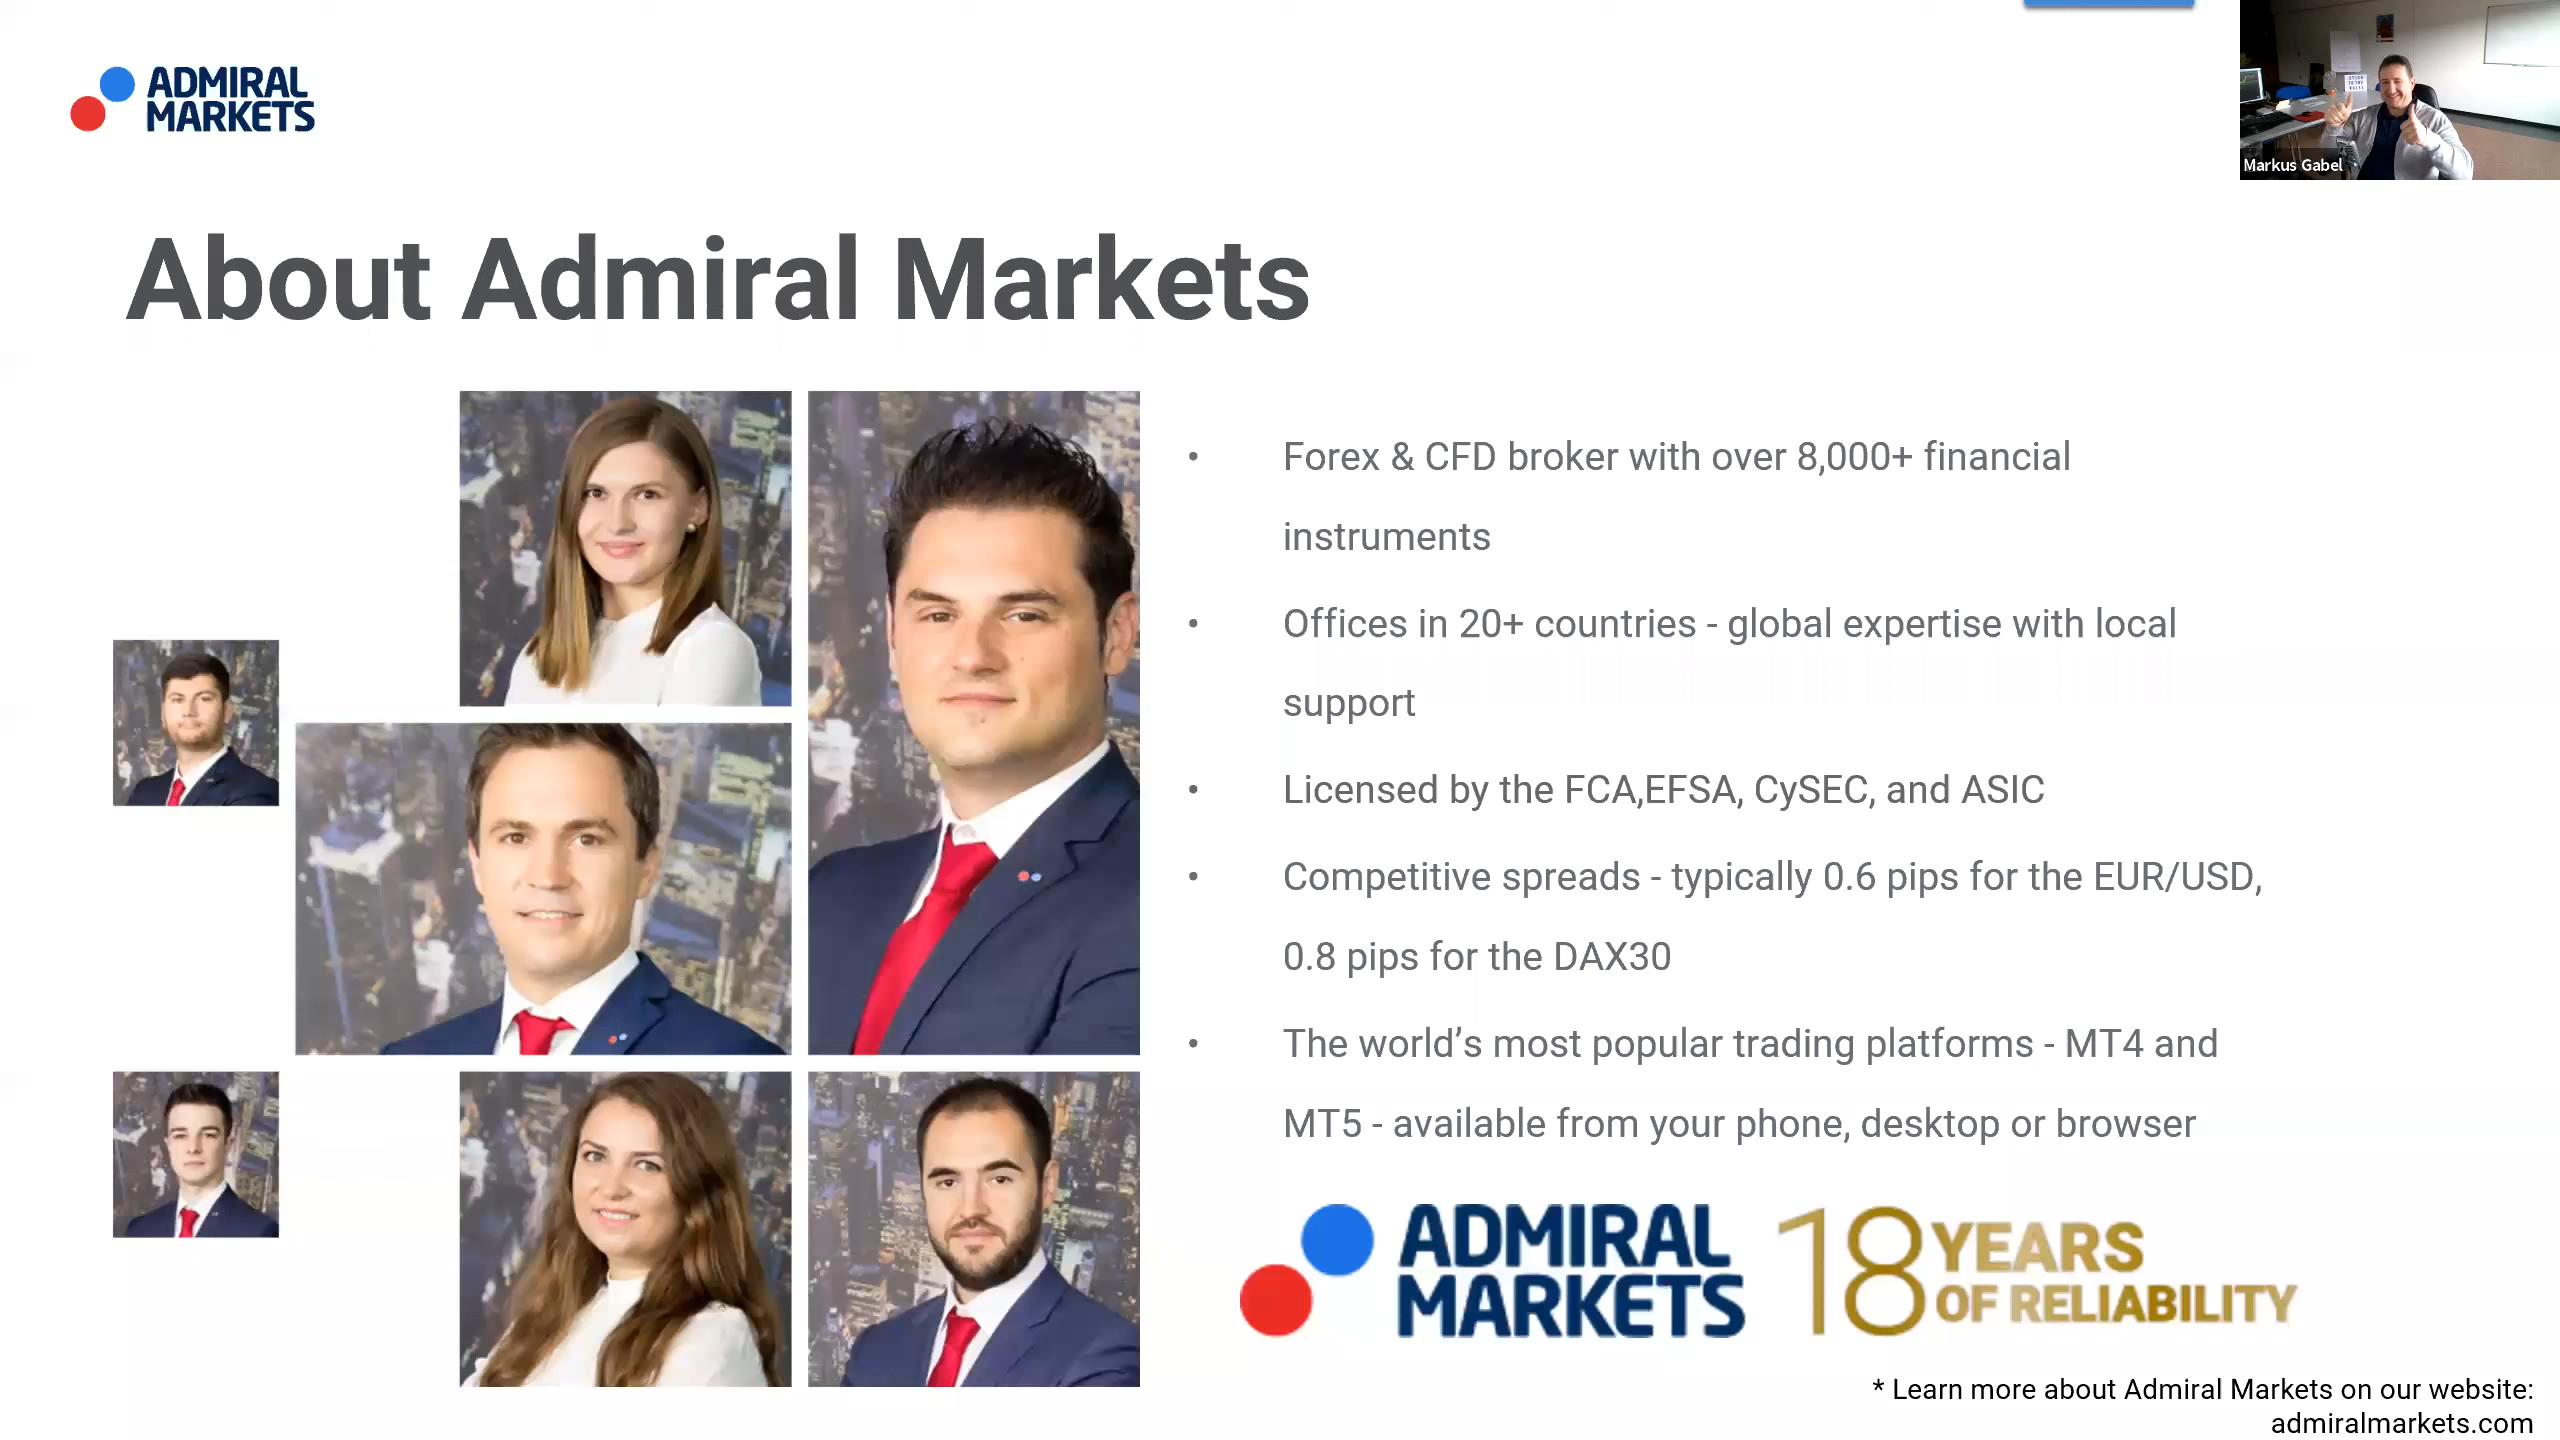 ADMIRAL
MARKETS
Markus Gabel
About Admiral Markets
• Forex & CFD broker with over 8,000+ financial
instruments
• Offices in 20+ countries - global expertise with local
support
• Licensed by the FCA,EFSA, CySEC, and ASIC
• Competitive spreads - typically 0.6 pips for the EUR/USD,
0.8 pips for the DAX30
• The world’s most popular trading platforms - MT4 and
MT5 - available from your phone, desktop or browser
ADMIRAL
MARKETS
18 YEARS
OF RELIABILITY
* Learn more about Admiral Markets on our website:
admiralmarkets.com